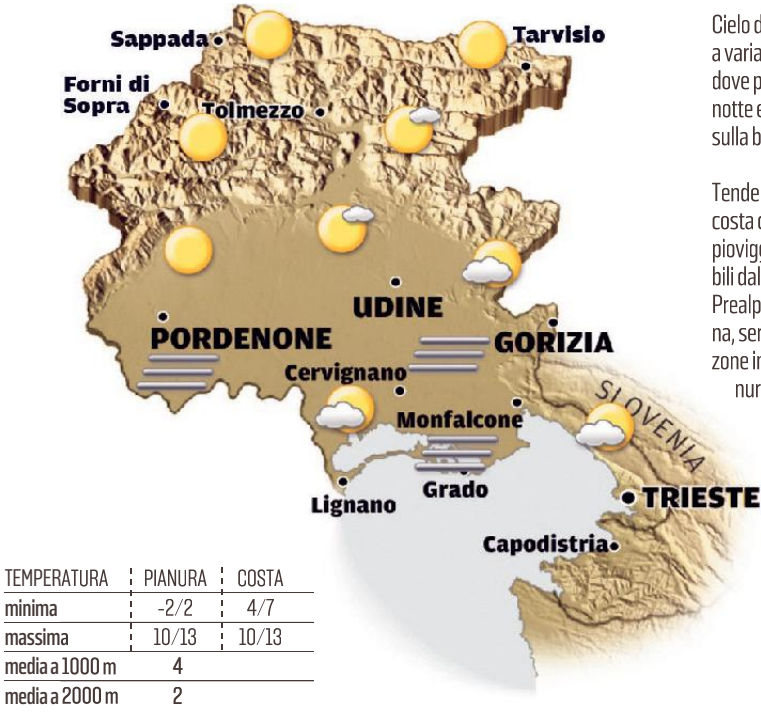 Cielo d
a varia
dove p
notte e
sulla b
Tende
costa c
piovigg
bili dal
Prealp
na, ser
zone in
nur
Sappada
Tarvisio
Forni di
Sopra
Tolmezzo
UDINE
PORDENONE
GORIZIA
Cervignano
SLOVENIA
Monfalcone
Grado
Lignano
TRIESTE
Capodistria
TEMPERATURA PIANURA COSTA
minima -2/2 4/7
massima 10/13 10/13
media a 1000 m 4
media a 2000 m 2